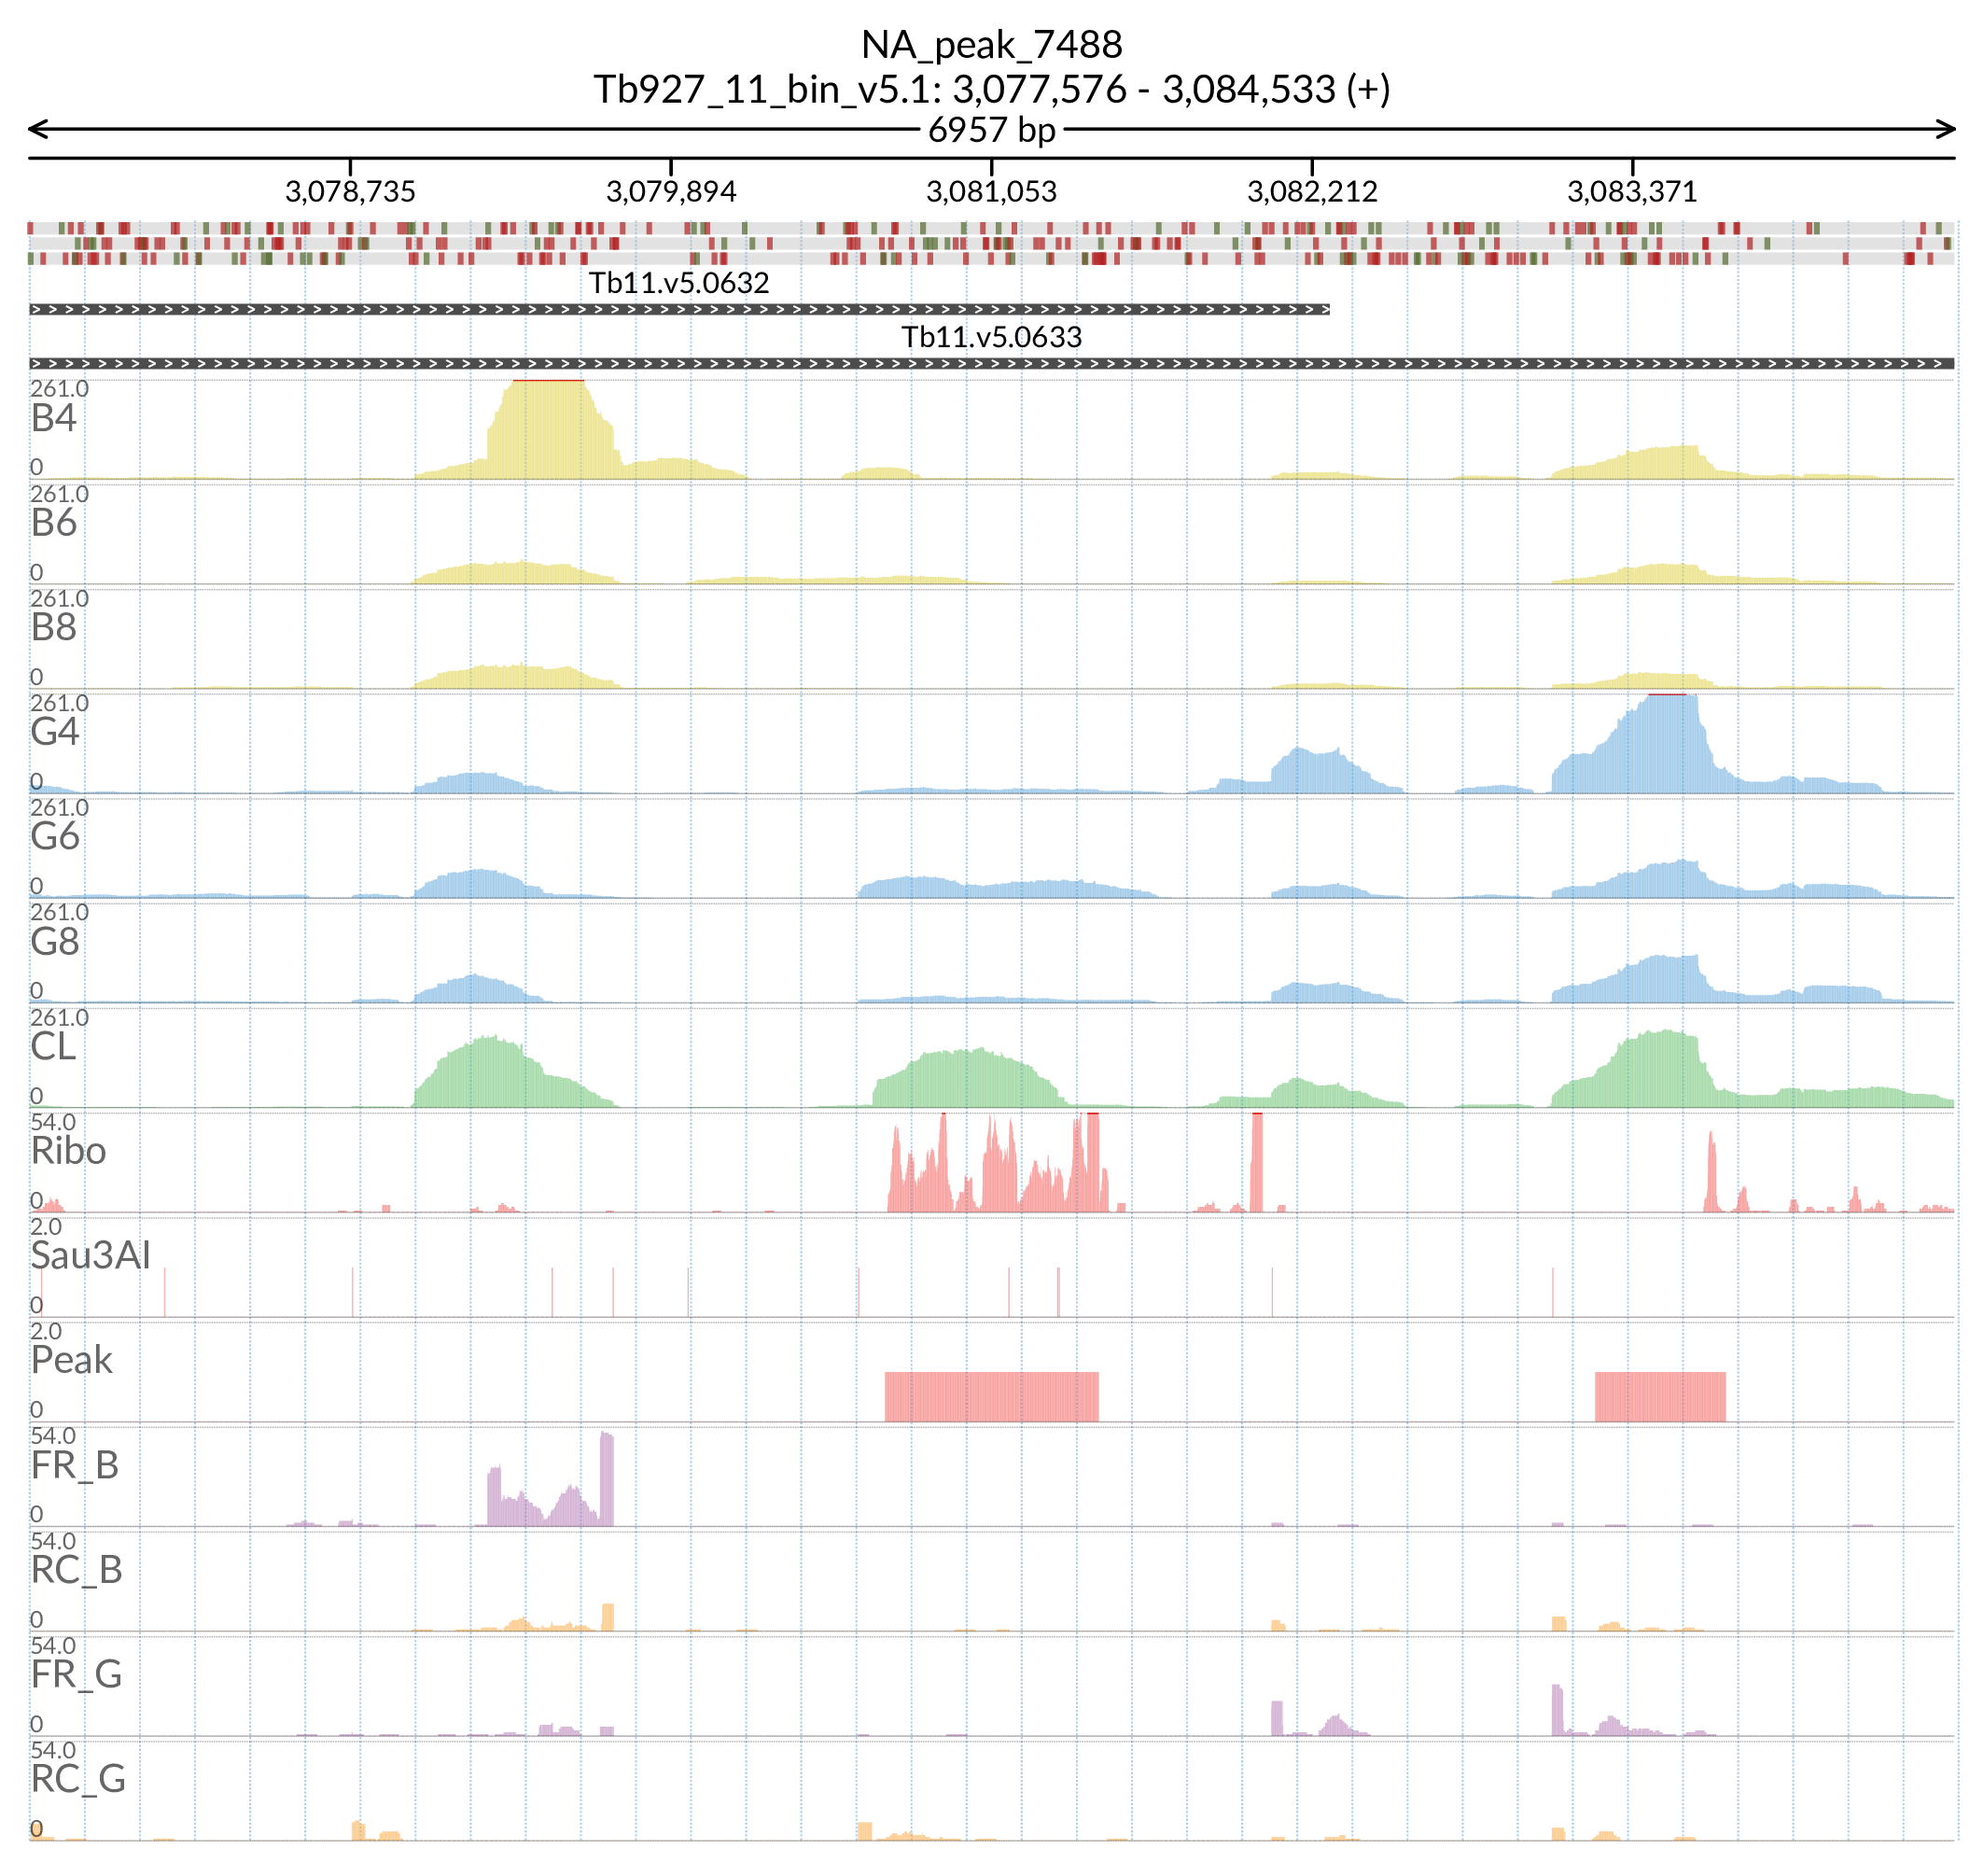 NA_peak_7488
Tb927_11_bin_v5.1: 3,077,576 - 3,084,533 (+)
6957 bp
3,078,735 3,079,894 3,081,053 3,082,212 3,083,371
Tb11.v5.0632
Tb11.v5.0633
261.0
B4
0
261.0
B6
0
261.0
B8
0
261.0
G4
0
261.0
G6
0
261.0
G8
0
261.0
CL
0
54.0
Ribo
0
2.0
Sau3AI
0
2.0
Peak
0
54.0
FR_B
0
54.0
RC_B
0
54.0
FR_G
0
54.0
RC_G
0